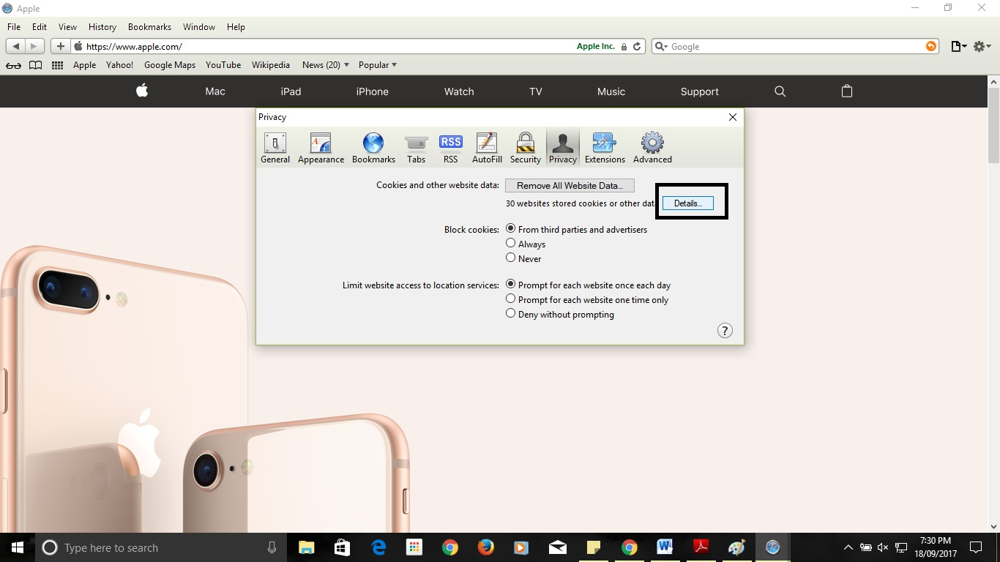 Apple
File Edit View History Bookmarks Window Help
https://www.apple.com/ Apple Inc. Google
Apple Yahoo! Google Maps YouTube Wikipedia News (20) Popular
Mac iPad iPhone Watch TV Music Support
Privacy
RSS
General Appearance Bookmarks Tabs RSS AutoFill Security Privacy Extensions Advanced
Cookies and other website data: Remove All Website Data...
30 websites stored cookies or other dat Details...
Block cookies: From third parties and advertisers
Always
Never
Limit website access to location services: Prompt for each website once each day
Prompt for each website one time only
Deny without prompting
?
Type here to search
7:30 PM
18/09/2017